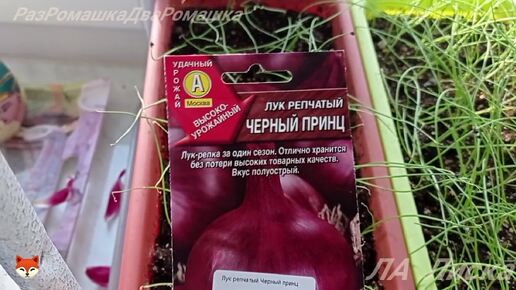 РазРомашкаДваРомашка
УДАЧНЫЙ
УРОЖАЙ
А
Москва
ВЫСОКО-
УРОЖАЙНЫЙ
ЛУК РЕПЧАТЫЙ
ЧЕРНЫЙ ПРИНЦ
Лук-репка за один сезон. Отлично хранится
без потери высоких товарных качеств.
Вкус полуострый.
Лук репчатый Черный принц
ЛА